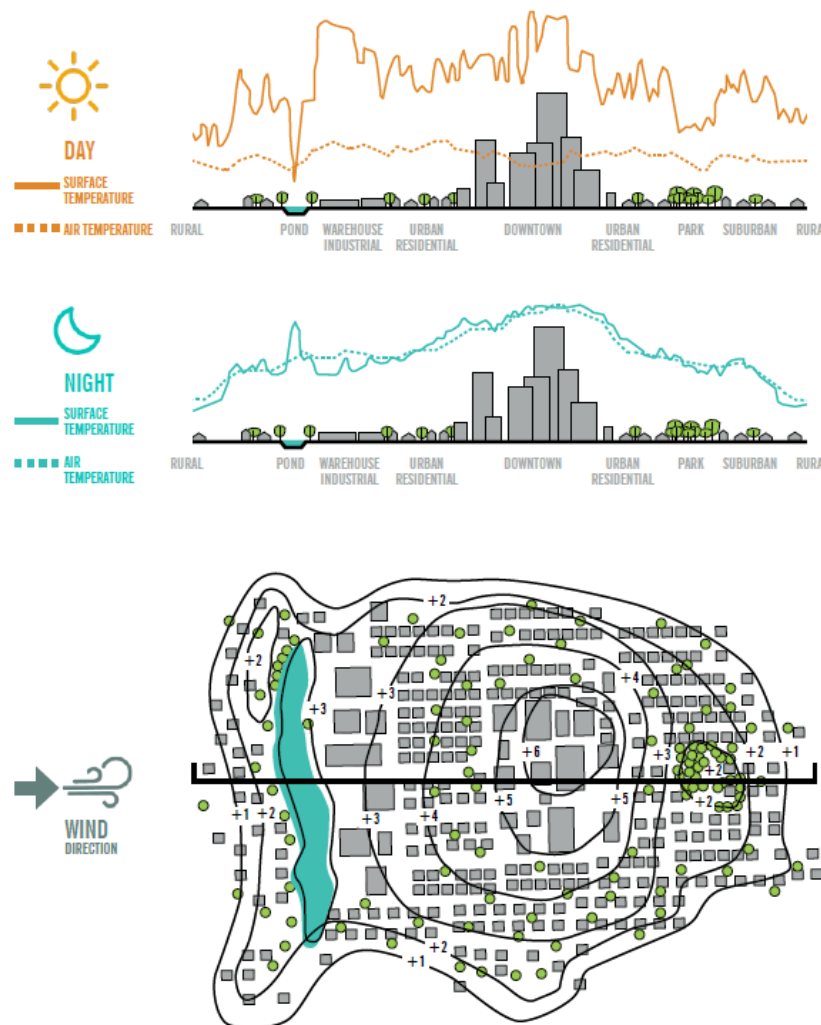 DAY
SURFACE
TEMPERATURE
AIR TEMPERATURE
RURAL
POND
WAREHOUSE
INDUSTRIAL
URBAN
RESIDENTIAL
DOWNTOWN
URBAN
RESIDENTIAL
PARK
SUBURBAN
RURA
NIGHT
SURFACE
TEMPERATURE
AIR
TEMPERATURE
RURAL
POND
WAREHOUSE
INDUSTRIAL
URBAN
RESIDENTIAL
DOWNTOWN
URBAN
RESIDENTIAL
PARK
SUBURBAN
RURA
+2
+2
+4
+3
+3
+6
+3
+2
+1
+2
+5
+5
+2
+1
+2
+3
+4
WIND
DIRECTION
+2
+1